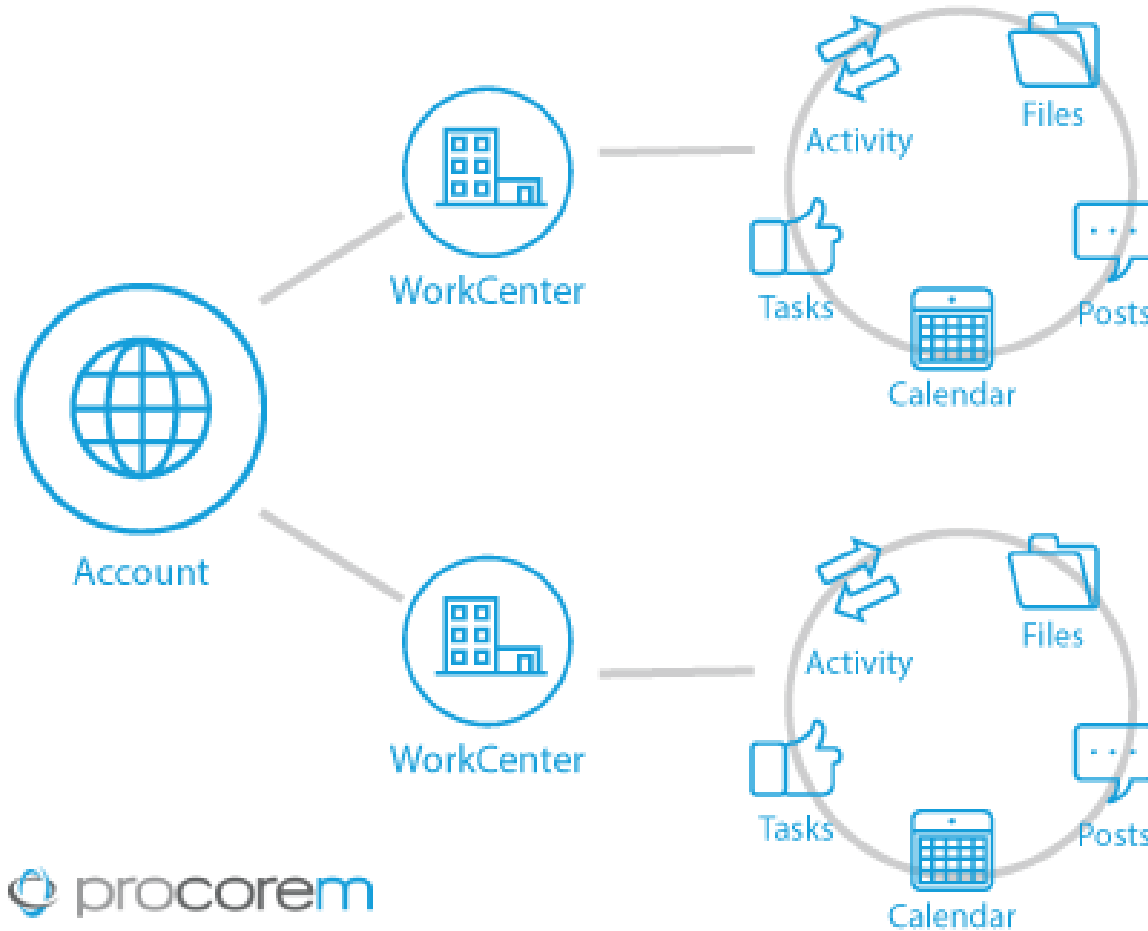 Activity
Files
WorkCenter
Tasks
Posts
Calendar
Account
Activity
Files
WorkCenter
Tasks
Posts
Calendar
procorem